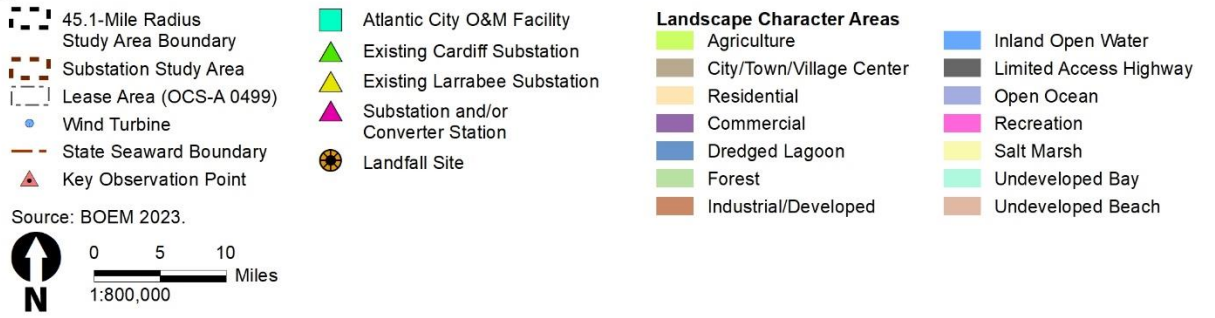 45.1-Mile Radius
Study Area Boundary
Substation Study Area
Lease Area (OCS-A 0499)
Wind Turbine
State Seaward Boundary
Key Observation Point
Source: BOEM 2023.
0 5 10
Miles
1:800,000
N
Atlantic City O&M Facility
Existing Cardiff Substation
Existing Larrabee Substation
Substation and/or
Converter Station
Landfall Site
Landscape Character Areas
Agriculture
City/Town/Village Center
Residential
Commercial
Dredged Lagoon
Forest
Industrial/Developed
Inland Open Water
Limited Access Highway
Open Ocean
Recreation
Salt Marsh
Undeveloped Bay
Undeveloped Beach